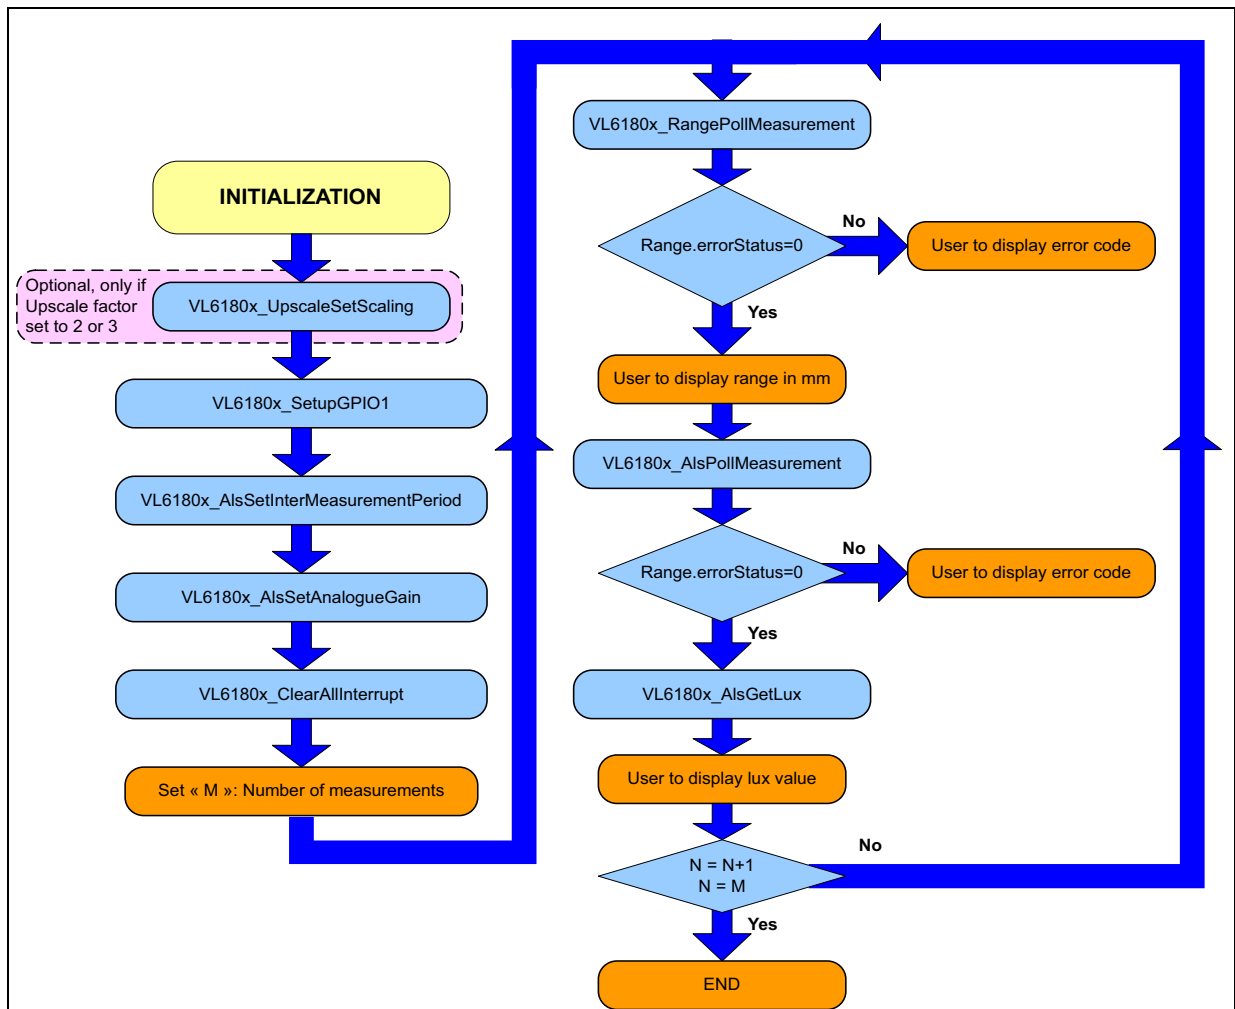 INITIALIZATION
Optional, only if
Upscale factor
set to 2 or 3
VL6180x_UpscaleSetScaling
VL6180x_SetupGPIO1
VL6180x_AlsSetInterMeasurementPeriod
VL6180x_AlsSetAnalogueGain
VL6180x_ClearAllInterrupt
Set « M »: Number of measurements
VL6180x_RangePollMeasurement
Range.errorStatus=0
No
User to display error code
Yes
User to display range in mm
VL6180x_AlsPollMeasurement
Range.errorStatus=0
No
User to display error code
Yes
VL6180x_AlsGetLux
User to display lux value
N = N+1
N = M
No
Yes
END